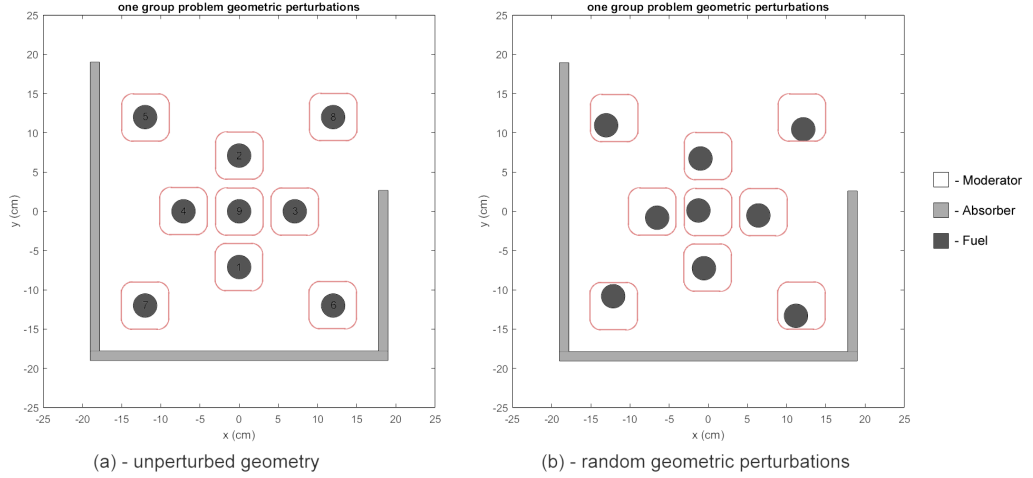 one group problem geometric perturbations
25
20
15
10
5
0
-5
-10
-15
-20
-25
y (cm)
5
8
2
4
9
3
1
7
6
-25 -20 -15 -10 -5 0 5 10 15 20 25
x (cm)
(a) - unperturbed geometry
one group problem geometric perturbations
25
20
15
10
5
0
-5
-10
-15
-20
-25
y (cm)
-25 -20 -15 -10 -5 0 5 10 15 20 25
x (cm)
(b) - random geometric perturbations
- Moderator
- Absorber
- Fuel